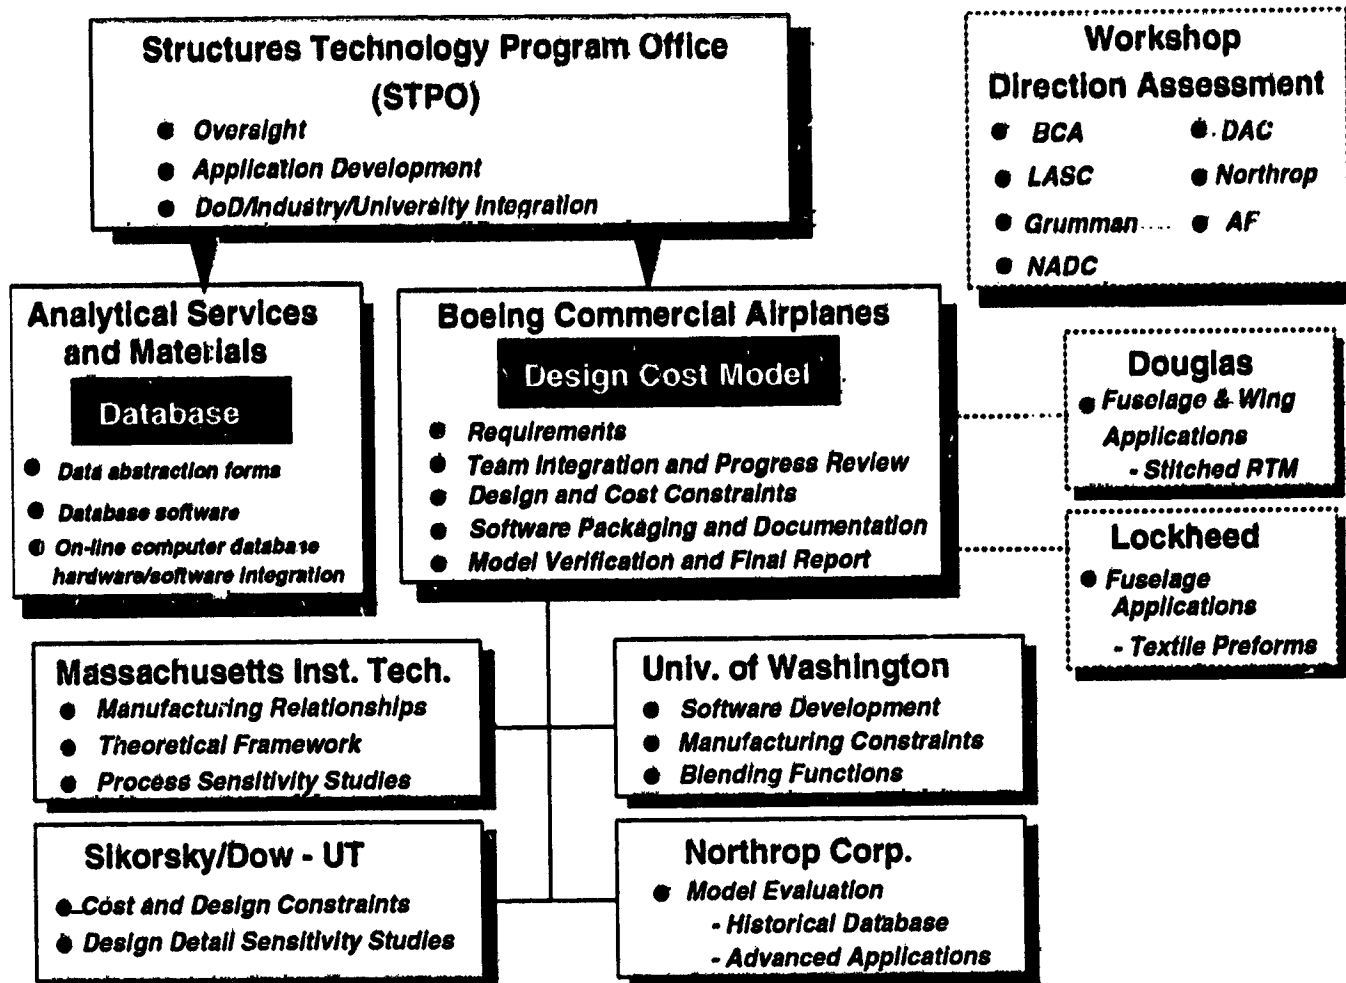 Structures Technology Program Office
(STPO)
● Oversight
● Application Development
● DoD/Industry/University Integration
Workshop
Direction Assessment
● BCA
● DAC
● LASC
● Northrop
● Grumman
● AF
● NADC
Analytical Services
and Materials
Database
● Data abstraction forms
● Database software
● On-line computer database
hardware/software integration
Boeing Commercial Airplanes
Design Cost Model
● Requirements
● Team Integration and Progress Review
● Design and Cost Constraints
● Software Packaging and Documentation
● Model Verification and Final Report
Douglas
● Fuselage & Wing
Applications
- Stitched RTM
Lockheed
● Fuselage
Applications
- Textile Preforms
Massachusetts Inst. Tech.
● Manufacturing Relationships
● Theoretical Framework
● Process Sensitivity Studies
Univ. of Washington
● Software Development
● Manufacturing Constraints
● Blending Functions
Sikorsky/Dow - UT
● Cost and Design Constraints
● Design Detail Sensitivity Studies
Northrop Corp.
● Model Evaluation
- Historical Database
- Advanced Applications